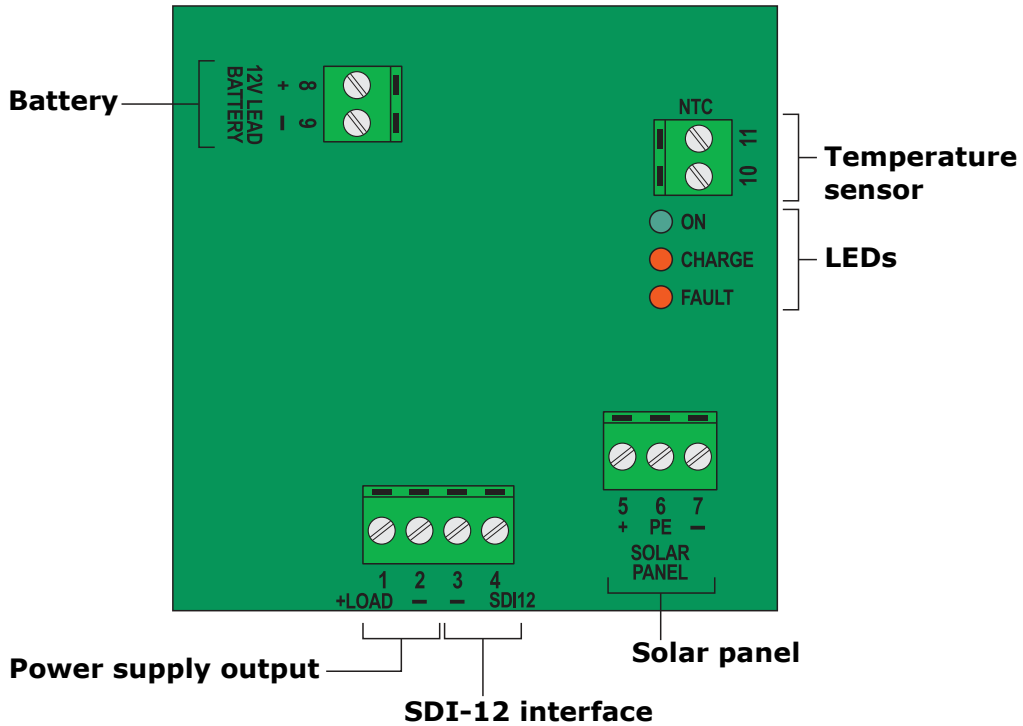 Battery
12V LEAD
BATTERY
+ 8
− 9
NTC
11
10
Temperature
sensor
ON
CHARGE
FAULT
LEDs
5 6 7
+ PE −
SOLAR
PANEL
1 2 3 4
+LOAD − − SDI12
Power supply output
Solar panel
SDI-12 interface